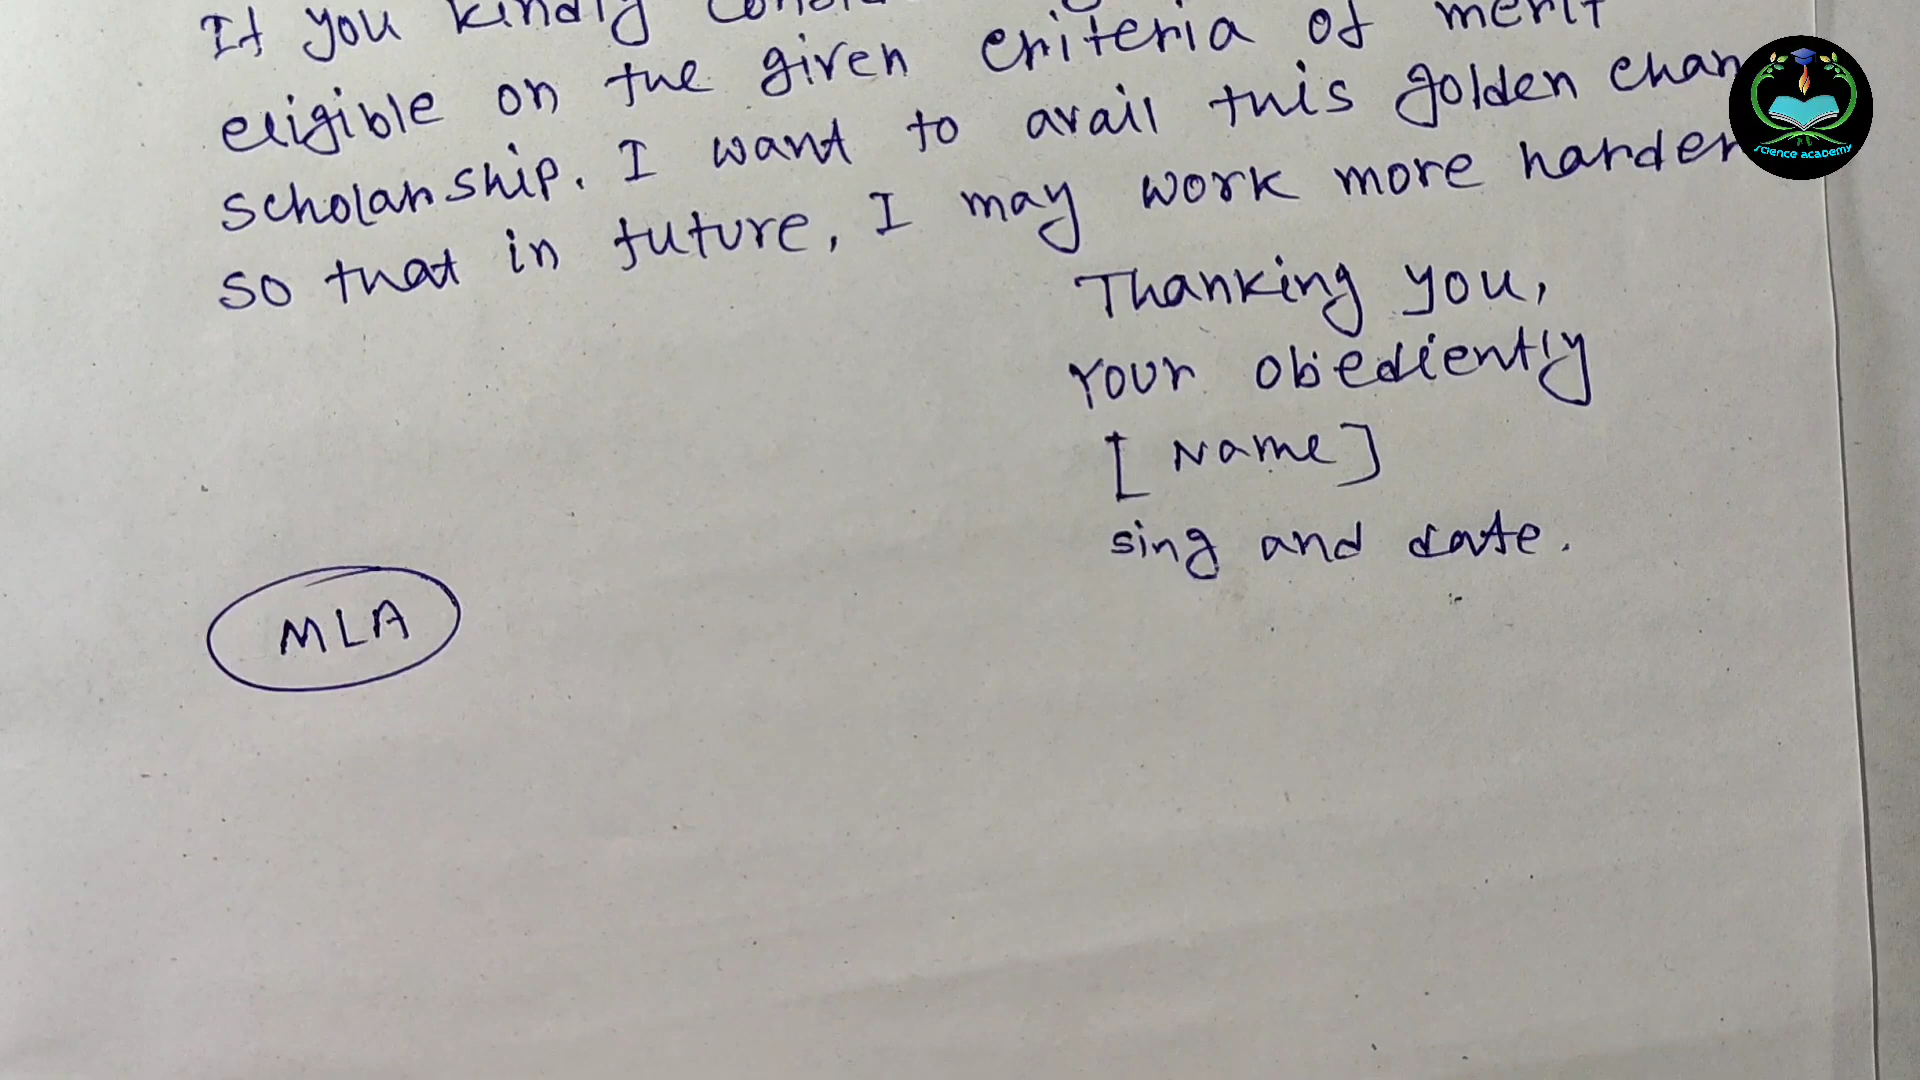 If you kindly
eligible on the given criteria of merit
scholarship. I want to avail this golden chan
so that in future, I may work more harder
Thanking you,
Your obediently
[Name]
sing and date.
MLA
science academy